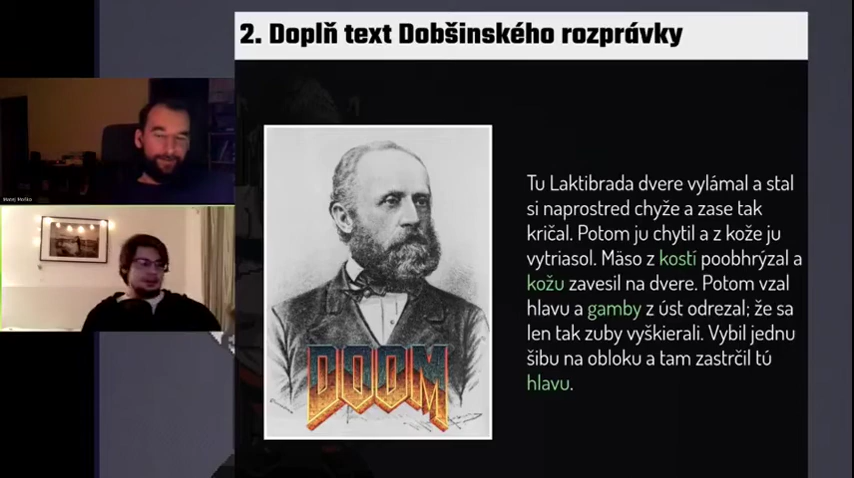 2. Doplň text Dobšinského rozprávky
Tu Laktibrada dvere vylámal a stal
si naprostred chyže a zase tak
kričal. Potom ju chytil a z kože ju
vytriasol. Mäso z kostí poobhrýzal a
kožu zavesil na dvere. Potom vzal
hlavu a gamby z úst odrezal; že sa
len tak zuby vyškierali. Vybil jednu
šibu na obloku a tam zastrčil tú
hlavu.
DOOM